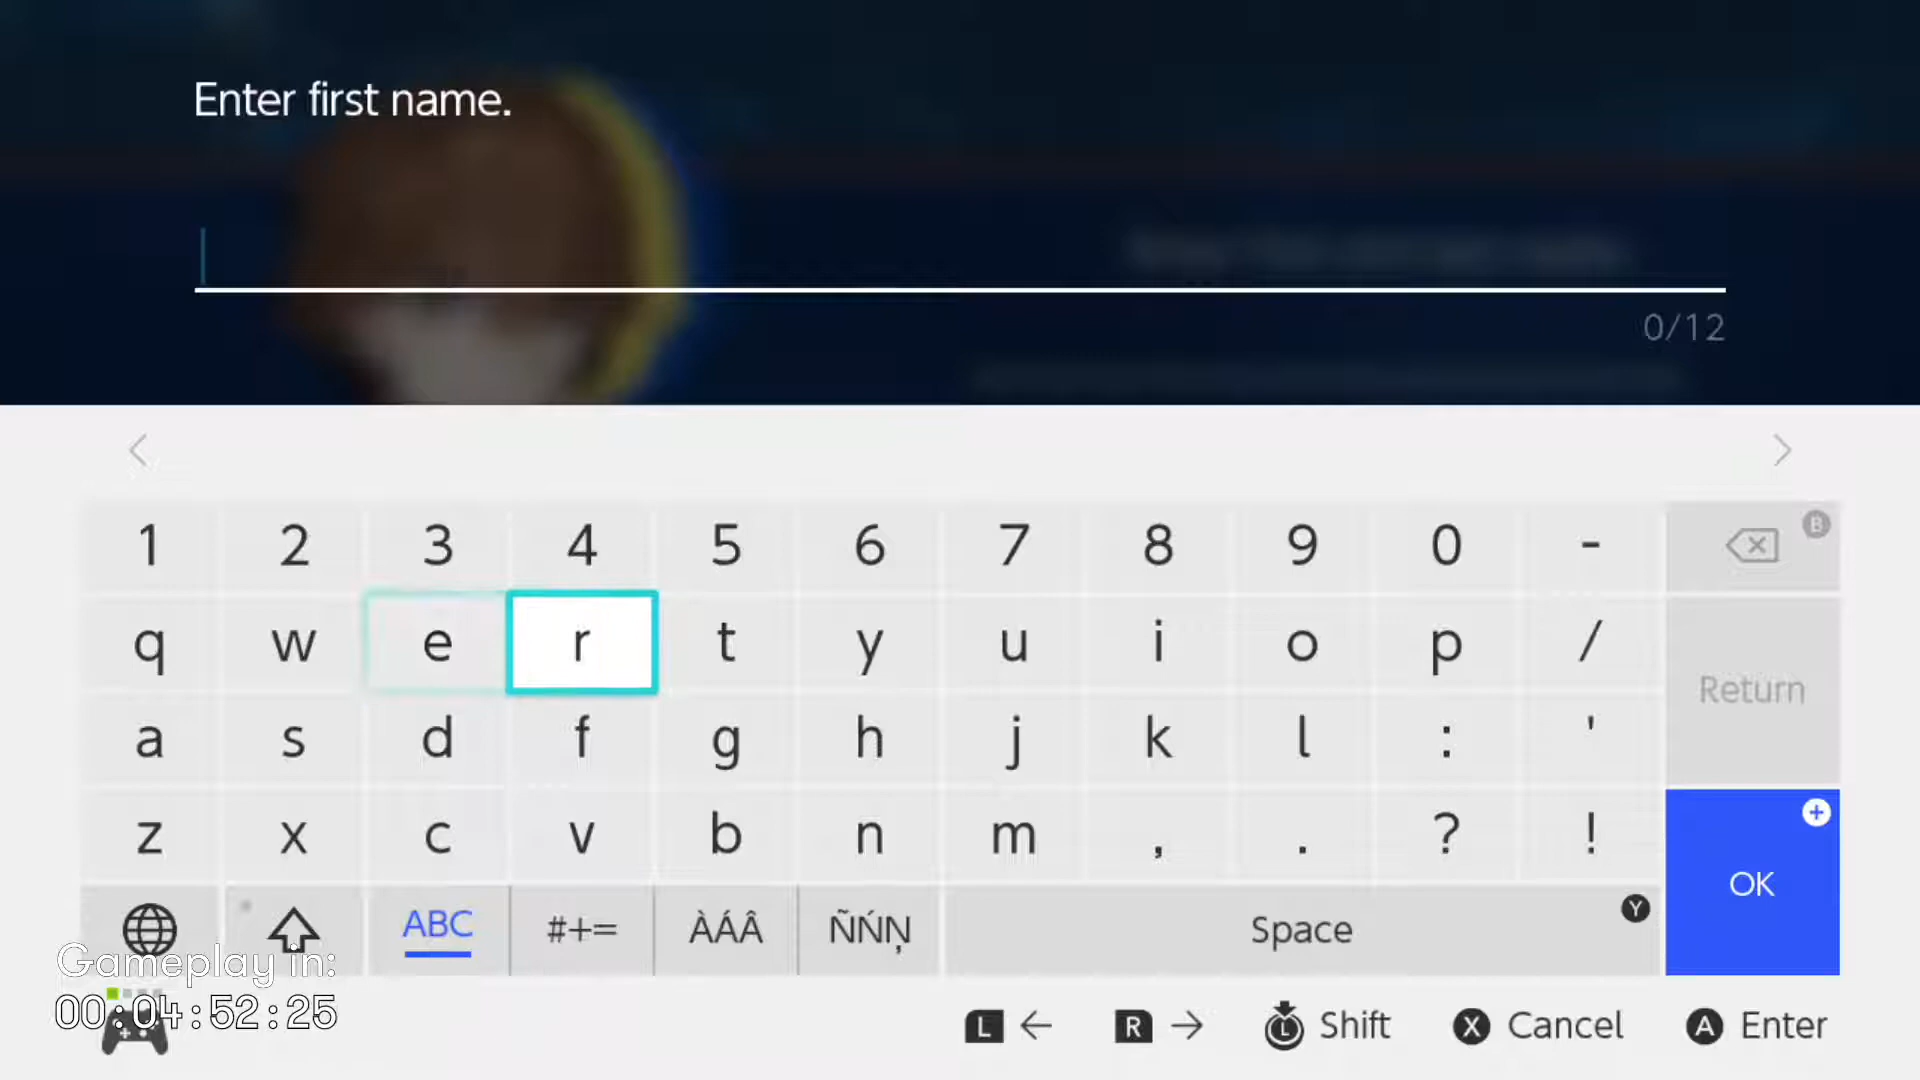 Enter first name.
0/12
1 2 3 4 5 6 7 8 9 0 - B
q w e r t y u i o p / Return
a s d f g h j k l : '
z x c v b n m , . ? !
ABC #+= ÀÁÂ ÑŃŅ Space Y + OK
Gameplay in:
00:04:52:25
L ← R → L Shift X Cancel A Enter